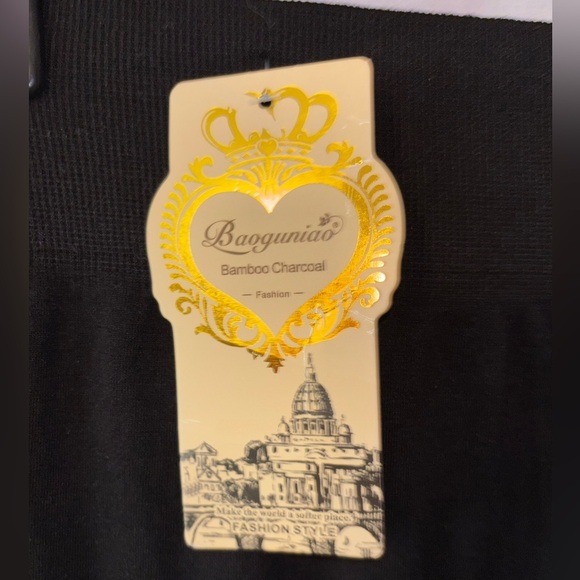 Baoguniao®
Bamboo Charcoal
— Fashion —
Make the world a softer place.
FASHION STYLE